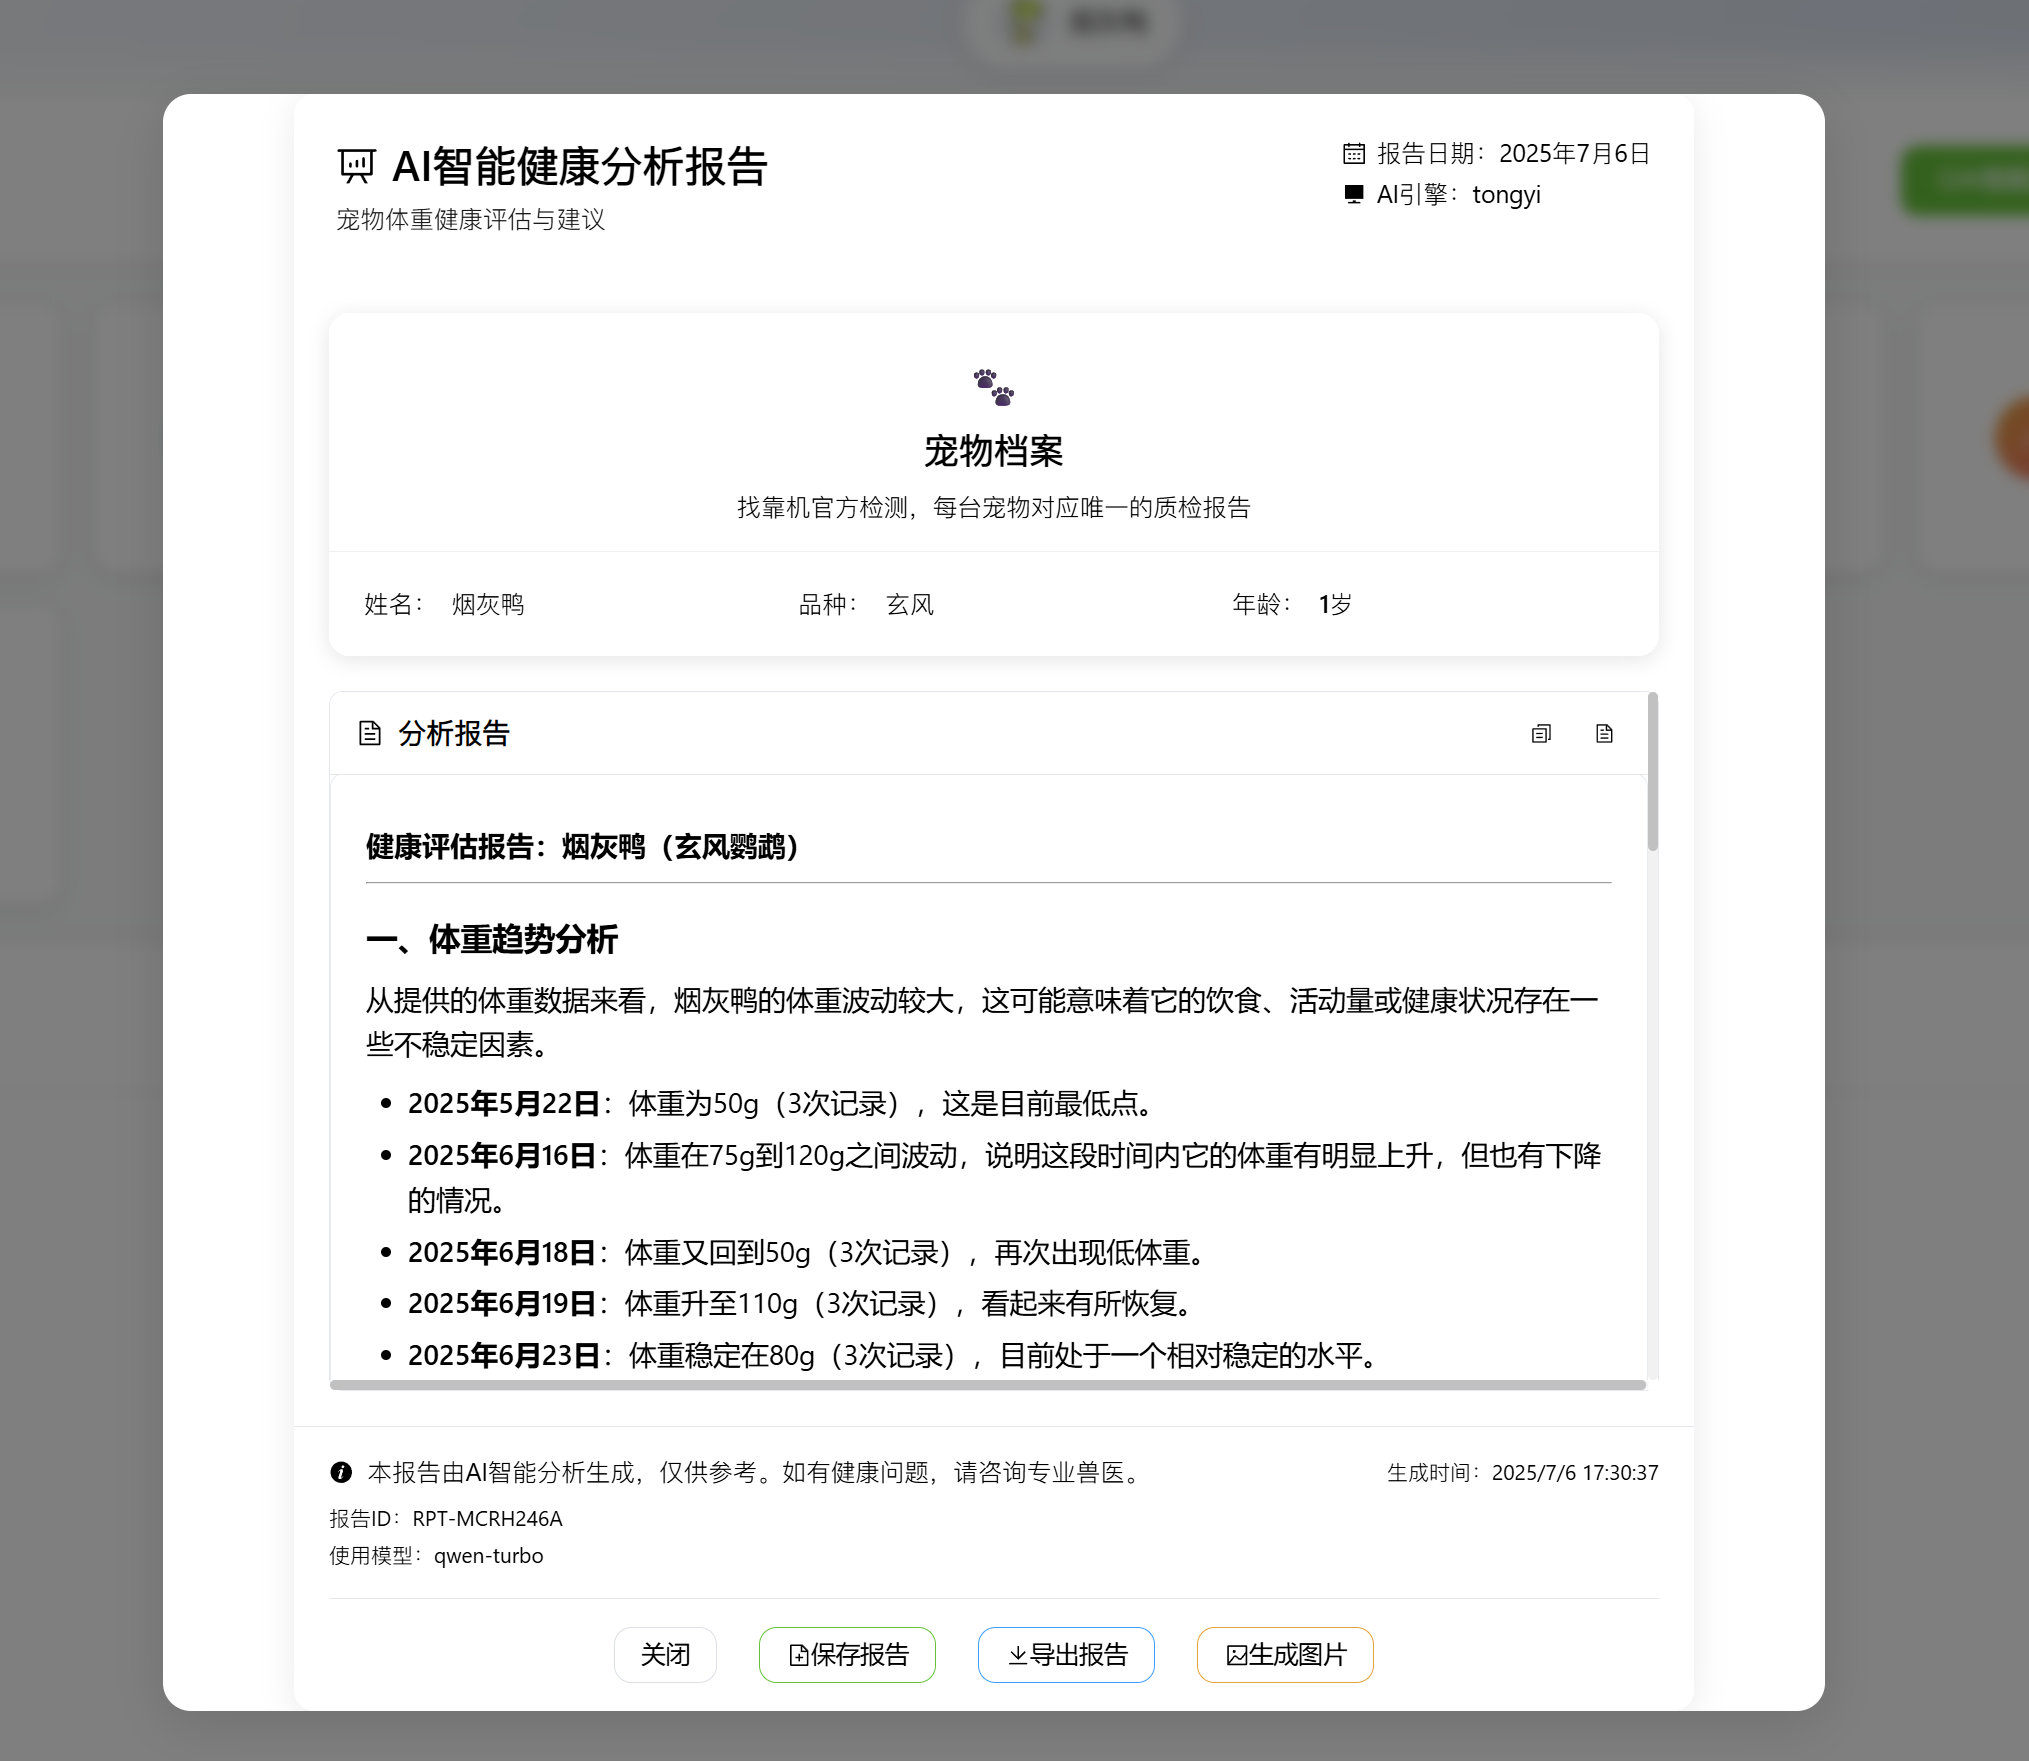 AI智能健康分析报告
宠物体重健康评估与建议
报告日期：2025年7月6日
AI引擎：tongyi
宠物档案
找靠机官方检测，每台宠物对应唯一的质检报告
姓名： 烟灰鸭
品种： 玄风
年龄： 1岁
分析报告
健康评估报告：烟灰鸭（玄风鹦鹉）
一、体重趋势分析
从提供的体重数据来看，烟灰鸭的体重波动较大，这可能意味着它的饮食、活动量或健康状况存在一
些不稳定因素。
2025年5月22日：体重为50g（3次记录），这是目前最低点。
2025年6月16日：体重在75g到120g之间波动，说明这段时间内它的体重有明显上升，但也有下降
的情况。
2025年6月18日：体重又回到50g（3次记录），再次出现低体重。
2025年6月19日：体重升至110g（3次记录），看起来有所恢复。
2025年6月23日：体重稳定在80g（3次记录），目前处于一个相对稳定的水平。
本报告由AI智能分析生成，仅供参考。如有健康问题，请咨询专业兽医。
生成时间：2025/7/6 17:30:37
报告ID：RPT-MCRH246A
使用模型：qwen-turbo
关闭
保存报告
导出报告
生成图片